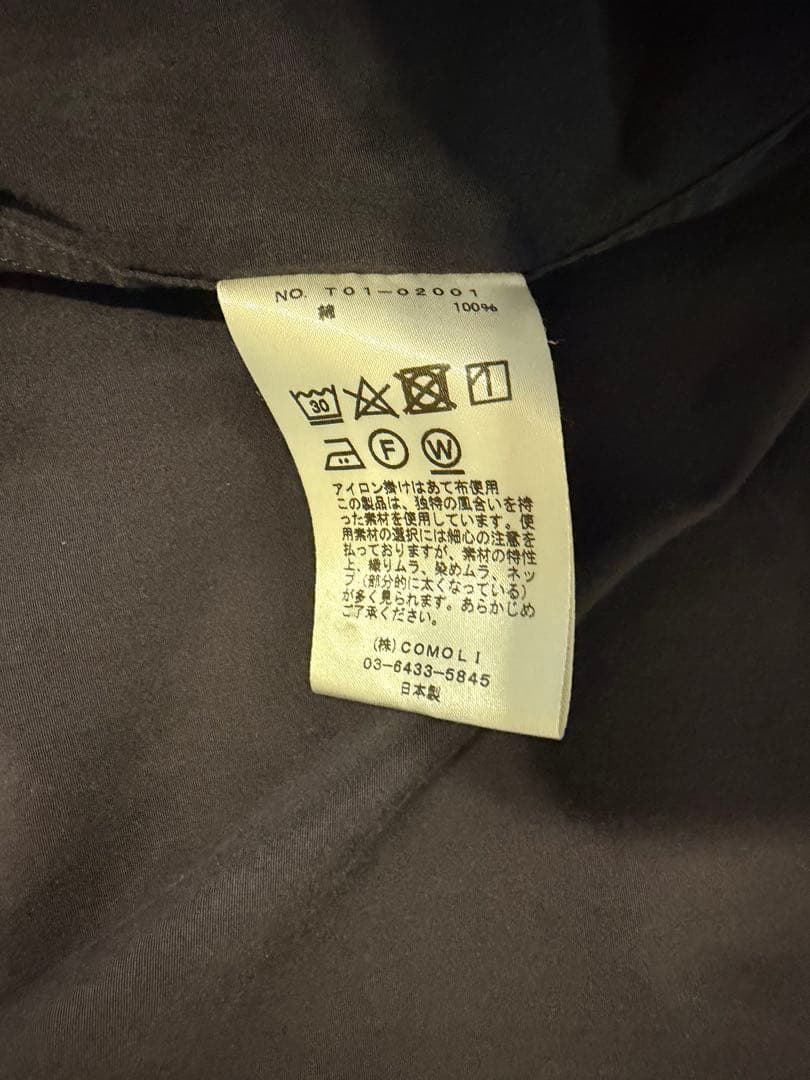 NO. T01-02001
綿 100%
30
F W
アイロン掛けはあて布使用
この製品は、独特の風合いを持
った素材を使用しています。使
用素材の選択には細心の注意を
払っておりますが、素材の特性
上、織りムラ、染めムラ、ネッ
プ(部分的に太くなっている)
が多く見られます。あらかじめ
ご了承ください。
(株)COMOLI
03-6433-5845
日本製